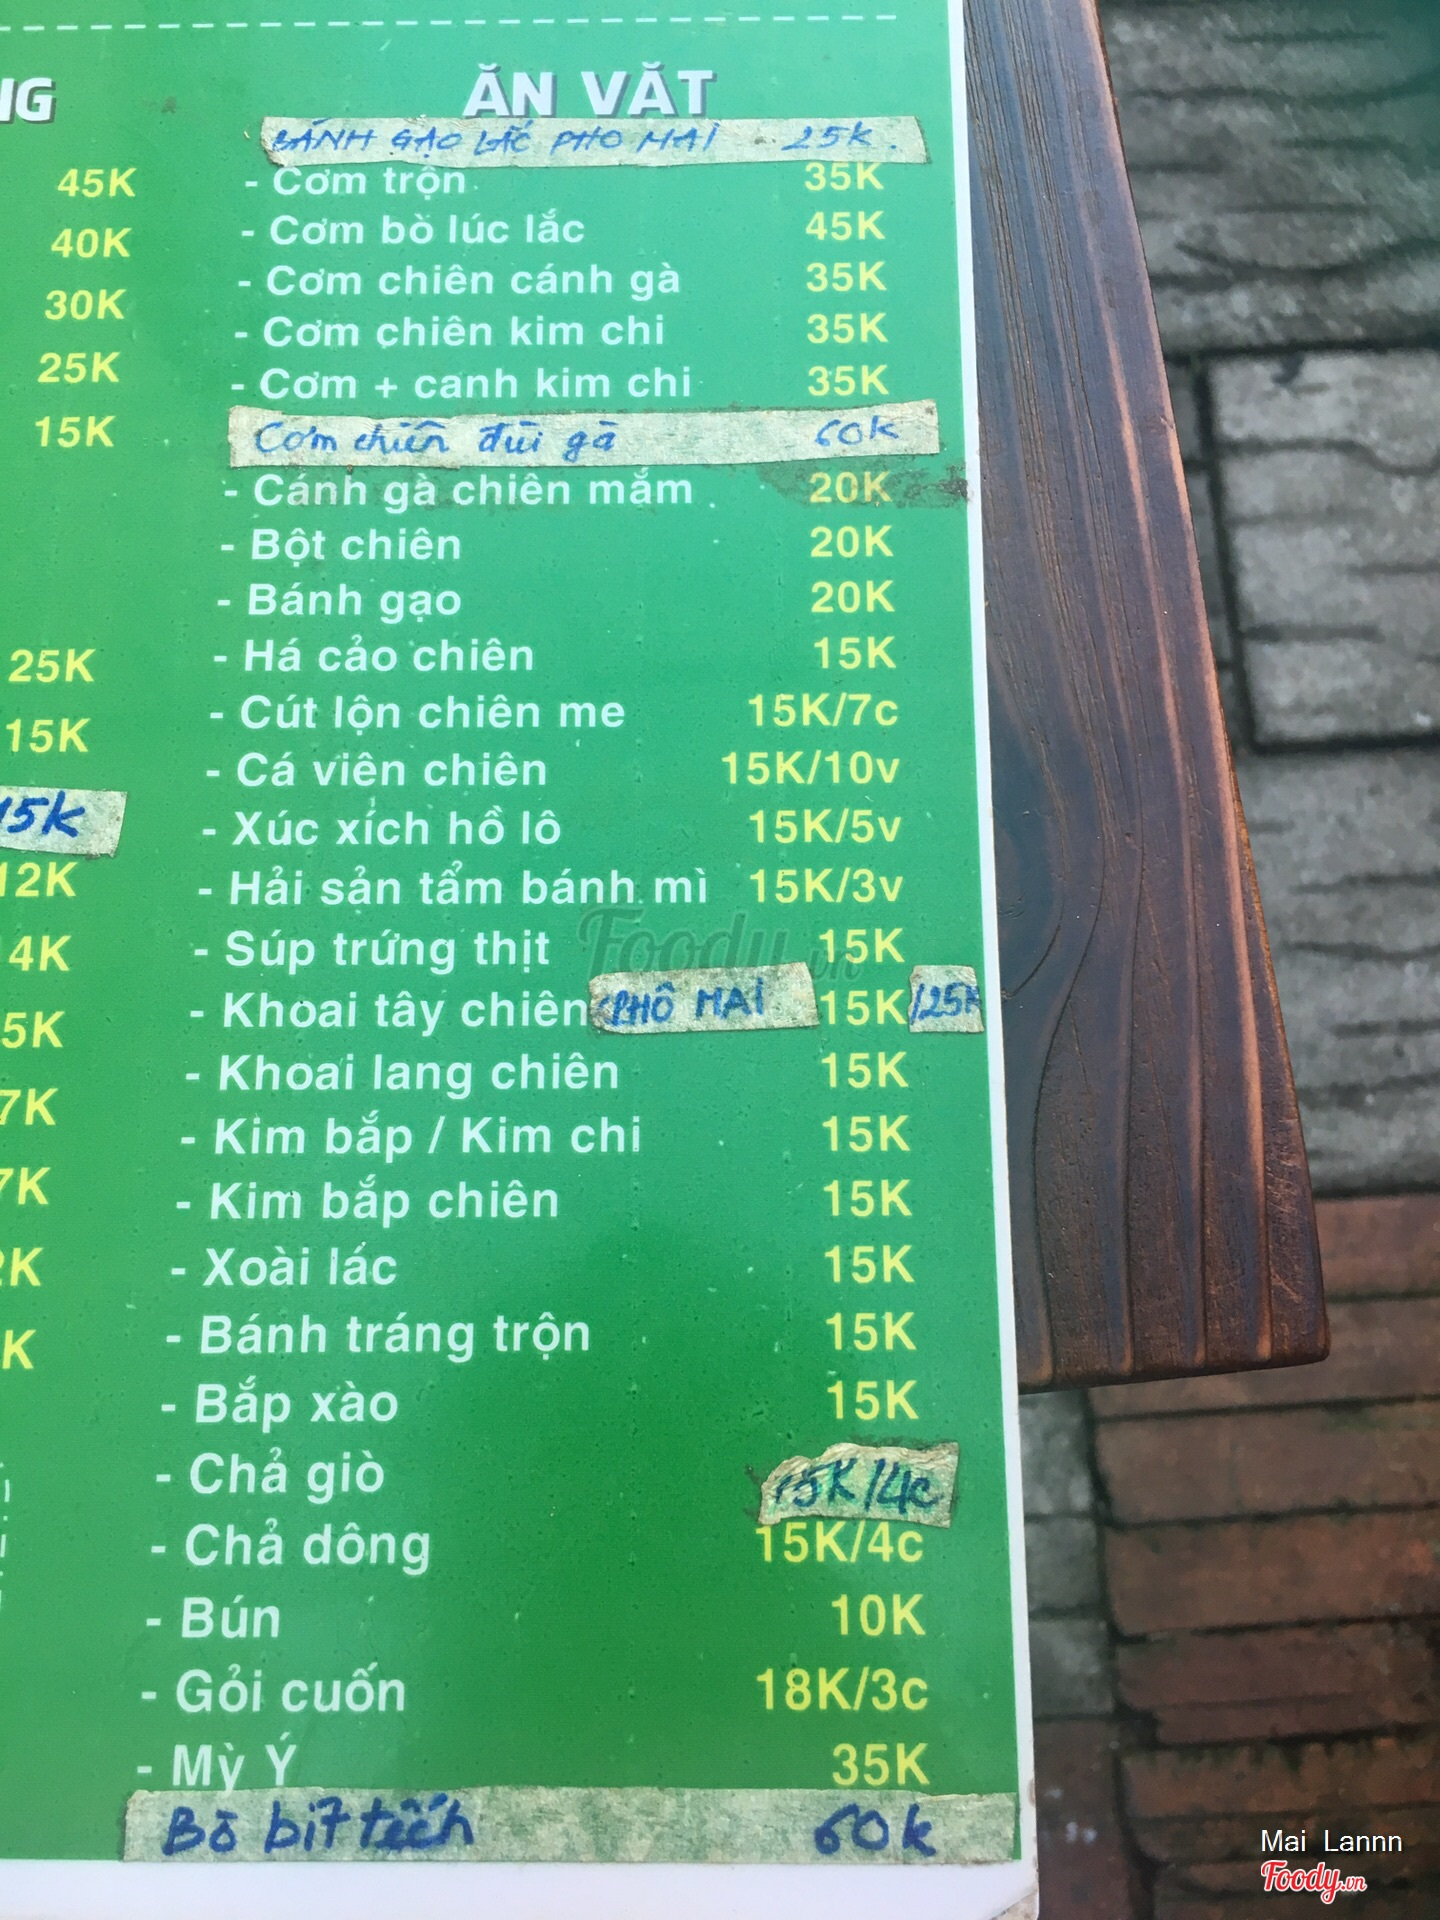 NG
45K
40K
30K
25K
15K
25K
15K
15k
12K
4K
5K
7K
7K
K
K
ĂN VĂT
BÁNH GẠO LẮC PHO MAI 25k.
- Cơm trộn 35K
- Cơm bò lúc lắc 45K
- Cơm chiên cánh gà 35K
- Cơm chiên kim chi 35K
- Cơm + canh kim chi 35K
Cơm chiên đùi gà 60k
- Cánh gà chiên mắm 20K
- Bột chiên 20K
- Bánh gạo 20K
- Há cảo chiên 15K
- Cút lộn chiên me 15K/7c
- Cá viên chiên 15K/10v
- Xúc xích hồ lô 15K/5v
- Hải sản tẩm bánh mì 15K/3v
- Súp trứng thịt 15K
- Khoai tây chiên PHÔ MAI 15K/25K
- Khoai lang chiên 15K
- Kim bắp / Kim chi 15K
- Kim bắp chiên 15K
- Xoài lắc 15K
- Bánh tráng trộn 15K
- Bắp xào 15K
- Chả giò 15K/4c
- Chả dông 15K/4c
- Bún 10K
- Gỏi cuốn 18K/3c
- Mỳ Ý 35K
Bò bít tếch 60k
Foody.vn
Mai Lannn
Foody.vn